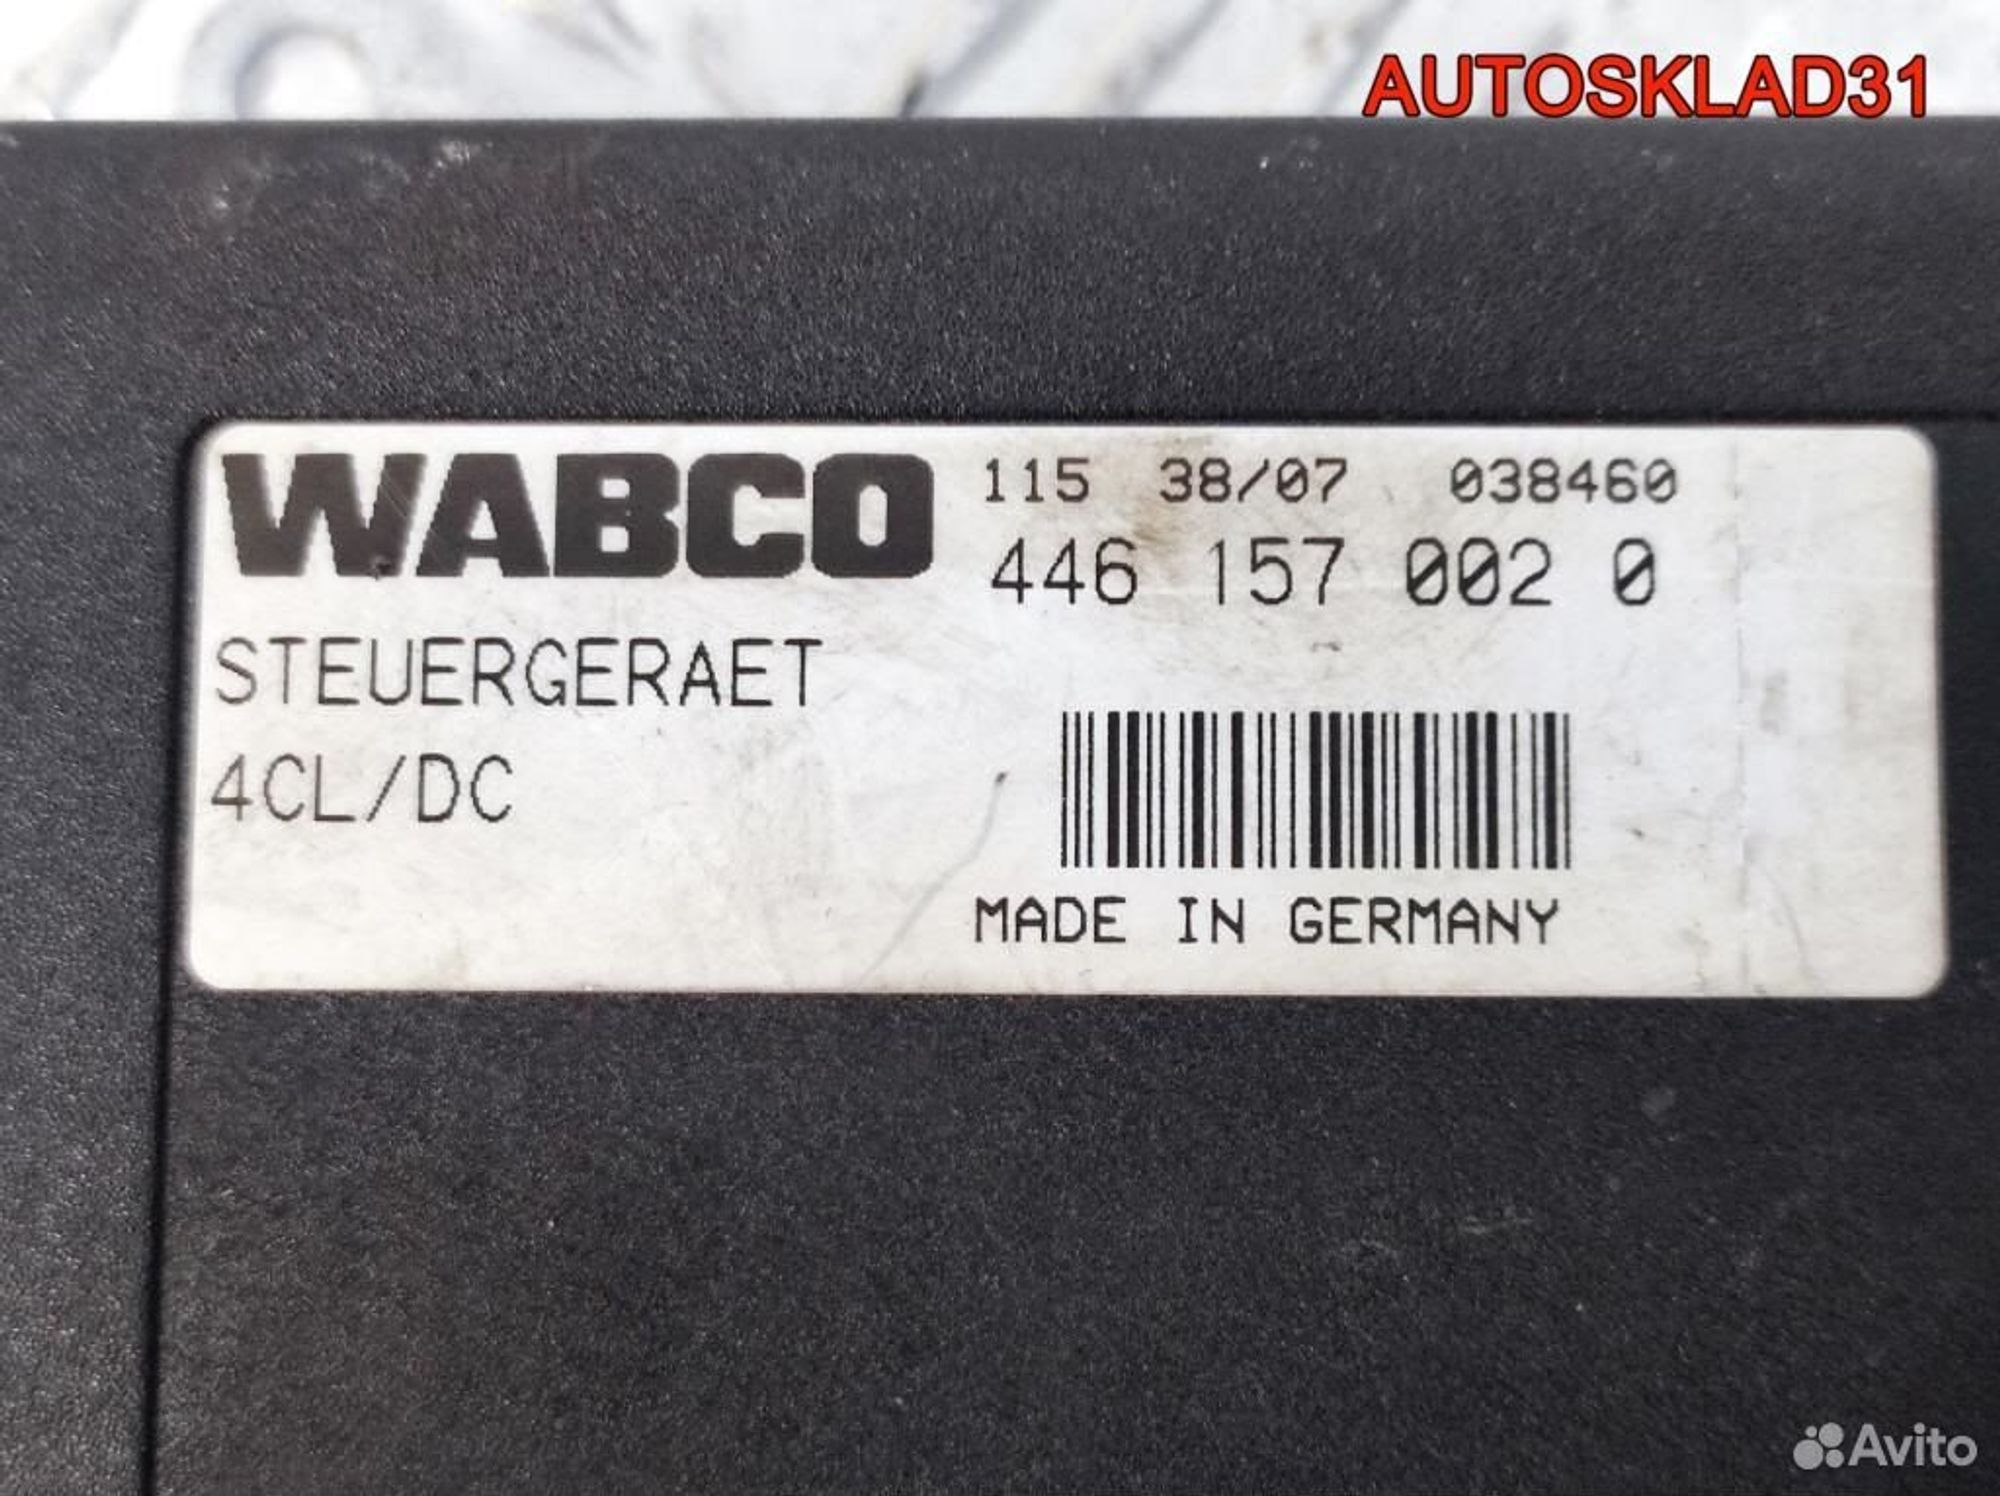 AUTOSKLAD31
WABCO 115 38/07 038460
446 157 002 0
STEUERGERAET
4CL/DC
MADE IN GERMANY
Avito